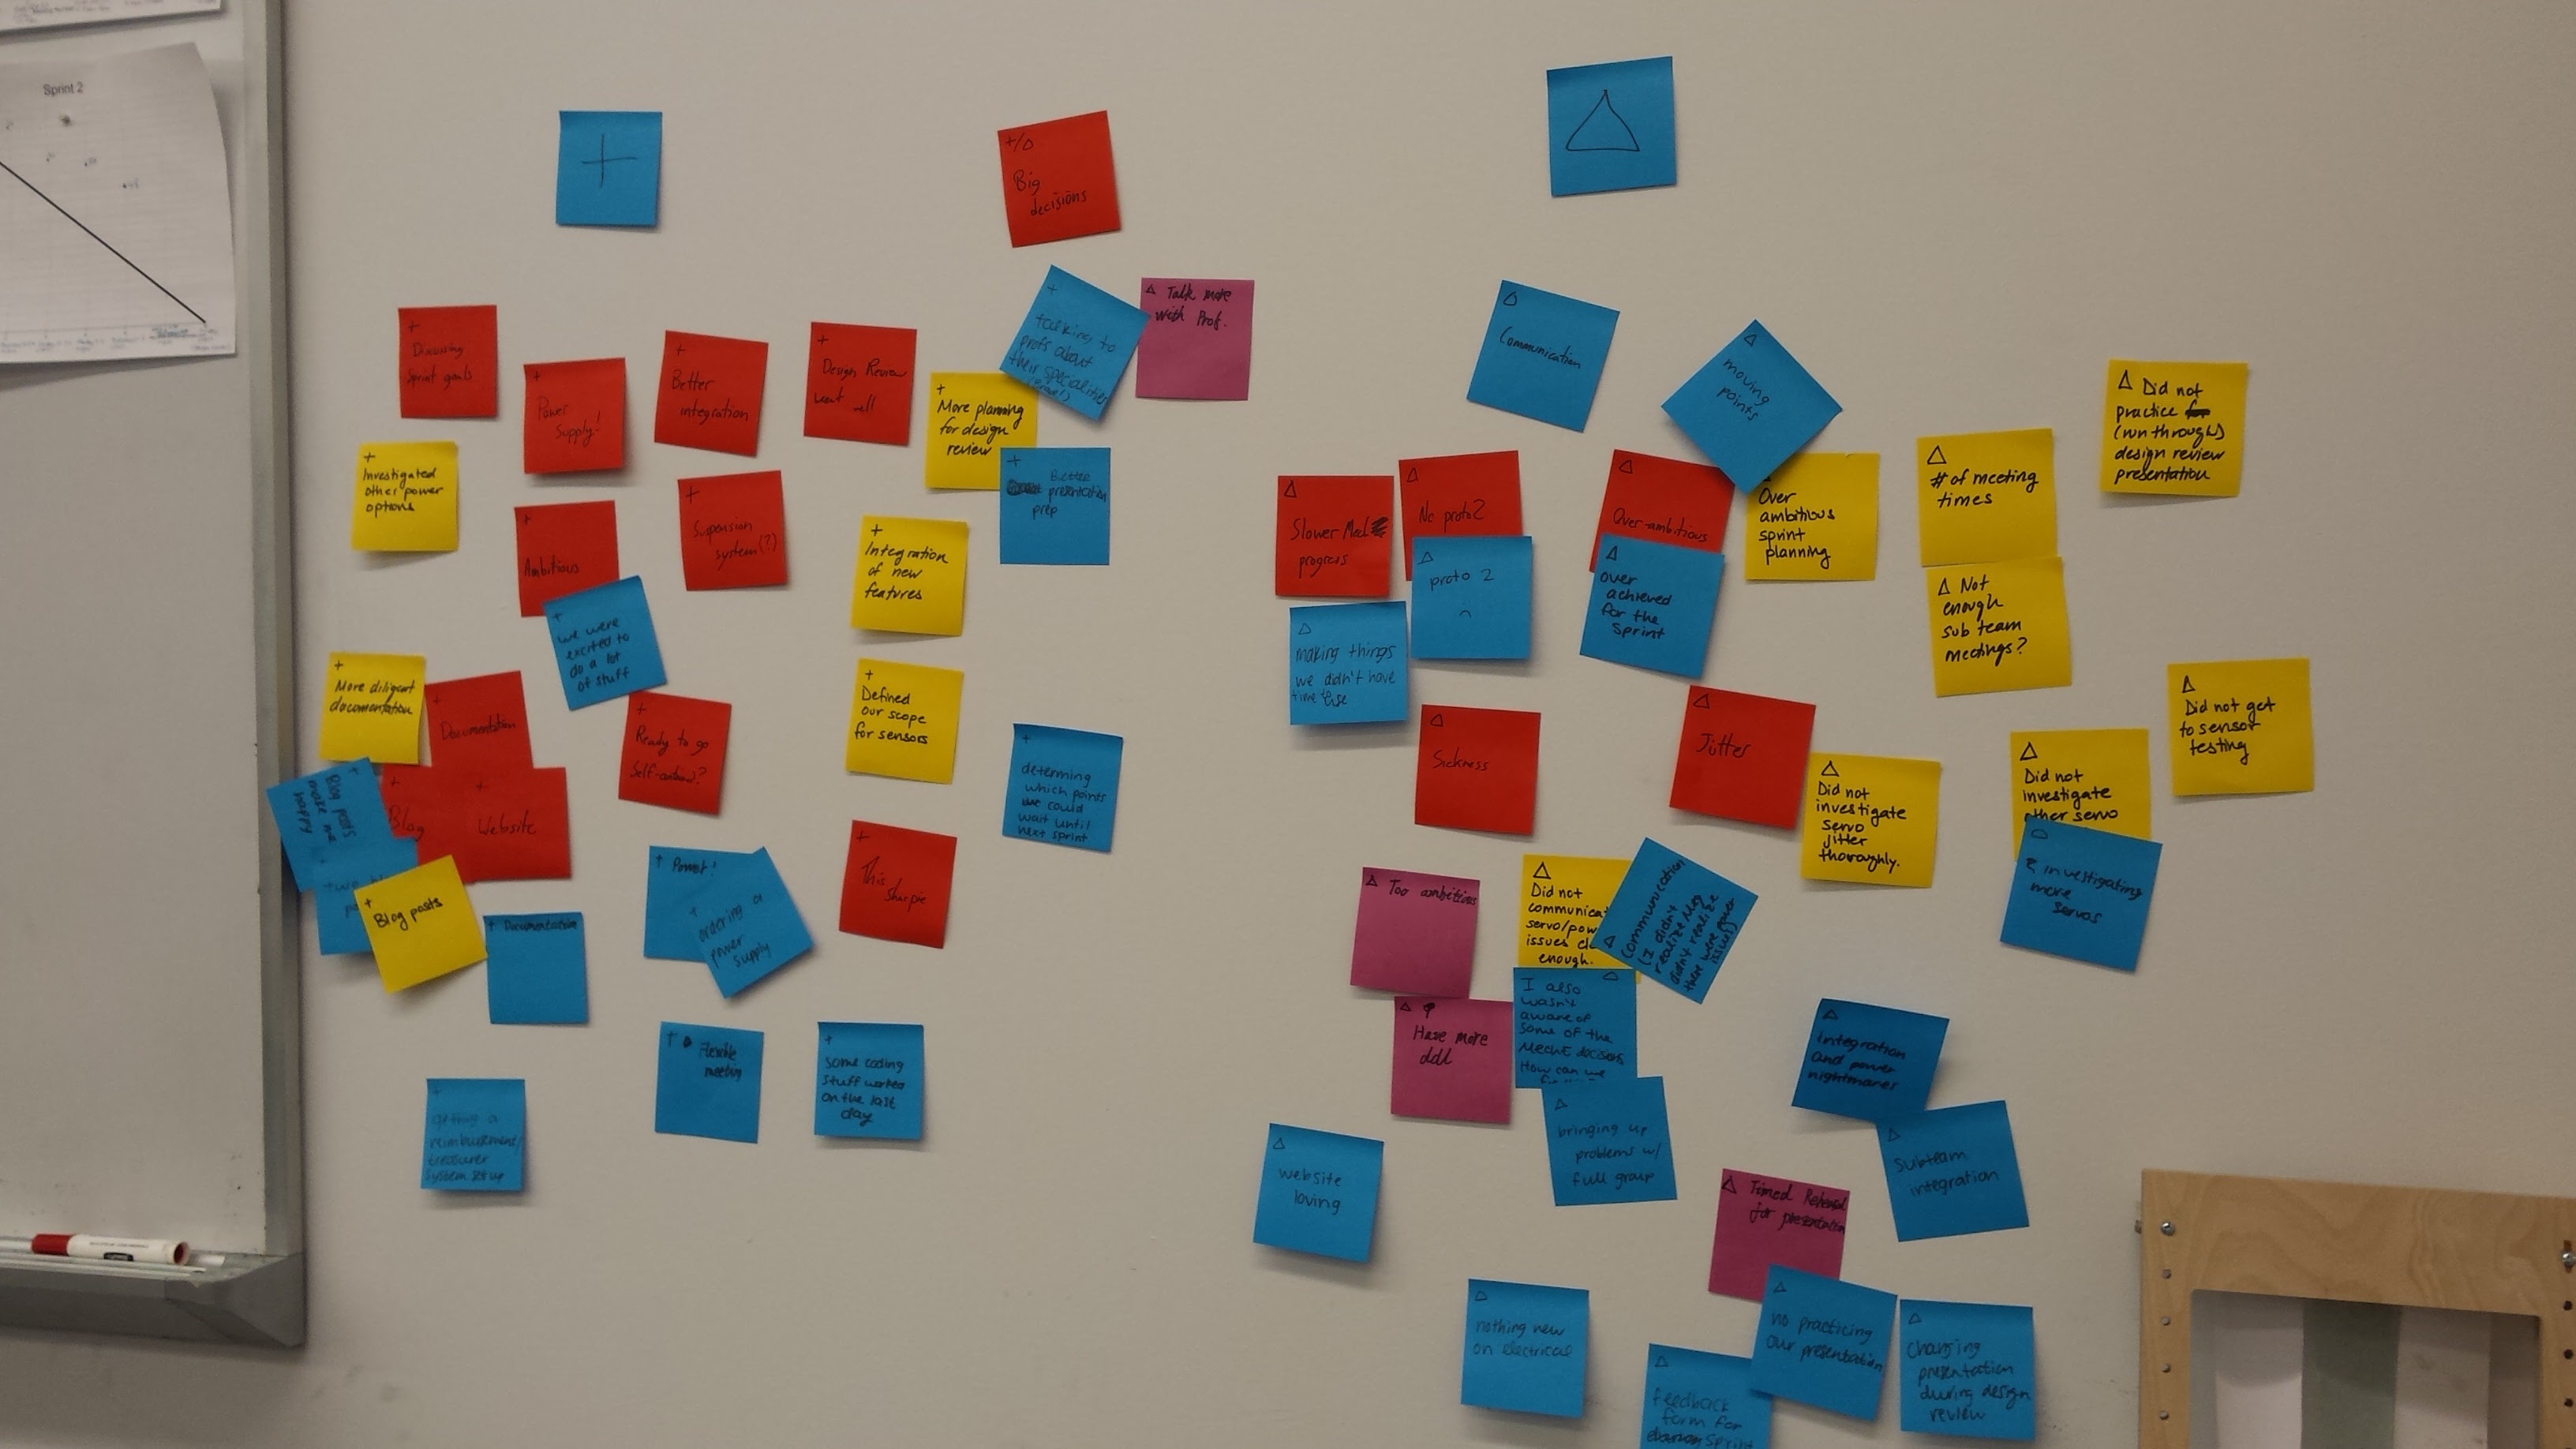 Sprint 2
+
+/Δ
Big
decisions
Δ
+
Discussing
Sprint goals
+
Power
Supply!
+
Better
integration
+
Design Review
went well
+
More planning
for design
review
+
talking to
profs about
their specialities
Δ Talk more
with Prof.
+
Better
presentation
prep
+
Investigated
other power
options
+
Ambitious
+
Suspension
system(?)
+
Integration
of new
features
+
we were
excited to
do a lot
of stuff
+
More diligent
documentation
+
Documentation
+
Ready to go
Self-contained?
+
Defined
our scope
for sensors
+
determining
which points
we could
wait until
next sprint
+
Blog posts
make me
happy
+
Blog
+
Website
+
two
+
Blog posts
+ Documentation
+ Power!
+
ordering a
power
supply
+
This
Sharpie
+
getting a
reimbursement/
treasurer
system set up
+ Flexible
meeting
+
some coding
stuff worked
on the last
day
Δ
Communication
Δ
moving
points
Δ Did not
practice
(run through)
design review
presentation
Δ
Slower MechE
progress
Δ
No proto2
Δ
Over-ambitious
Over
ambitious
sprint
planning
Δ
# of meeting
times
Δ
proto 2
Δ
over
achieved
for the
Sprint
Δ Not
enough
sub team
meetings?
Δ
making things
we didn't have
time to use
Δ
Sickness
Δ
Jitter
Δ
Did not
investigate
servo
jitter
thoroughly.
Δ
Did not
investigate
other servo
Δ
Did not get
to sensor
testing
Δ
investigating
more
servos
Δ Too ambitious
Δ
Did not
communica
servo/pow
issues cl
enough.
Δ
Communication
(I didn't
realize Meg
didn't realize
there were power
issues)
Δ
Have more
ddl
Δ
I also
wasn't
aware of
some of the
MechE decisions
How can we
Δ
bringing up
problems w/
full group
Δ
integration
and power
nightmares
Δ
Subteam
integration
Δ
website
loving
Δ Timed Rehersal
for presentation
Δ
nothing new
on electrical
Δ
feedback
form for
Sprint
Δ
no practicing
our presentation
Δ
changing
presentation
during design
review